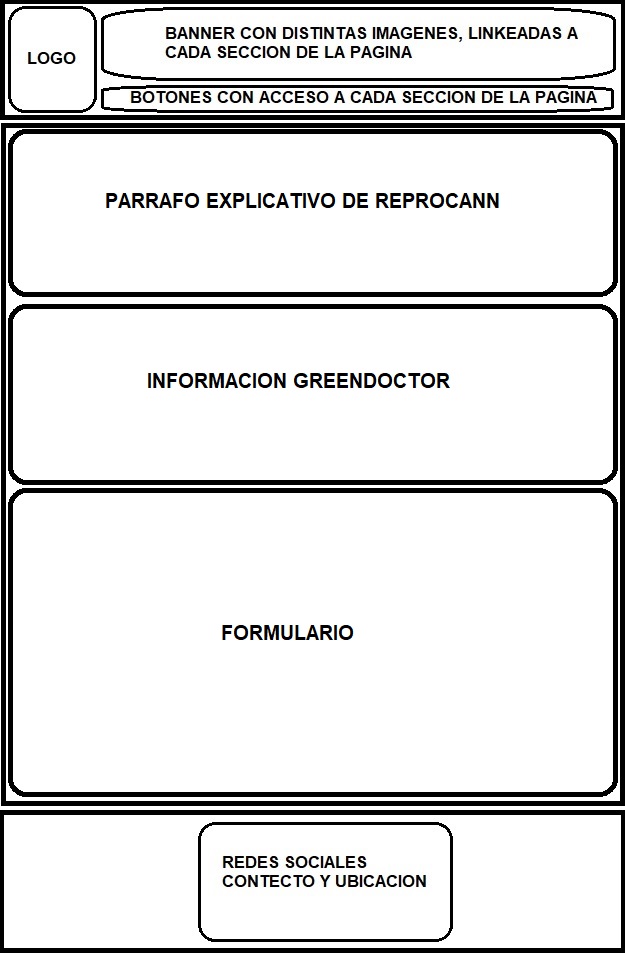 LOGO
BANNER CON DISTINTAS IMAGENES, LINKEADAS A
CADA SECCION DE LA PAGINA
BOTONES CON ACCESO A CADA SECCION DE LA PAGINA
PARRAFO EXPLICATIVO DE REPROCANN
INFORMACION GREENDOCTOR
FORMULARIO
REDES SOCIALES
CONTECTO Y UBICACION